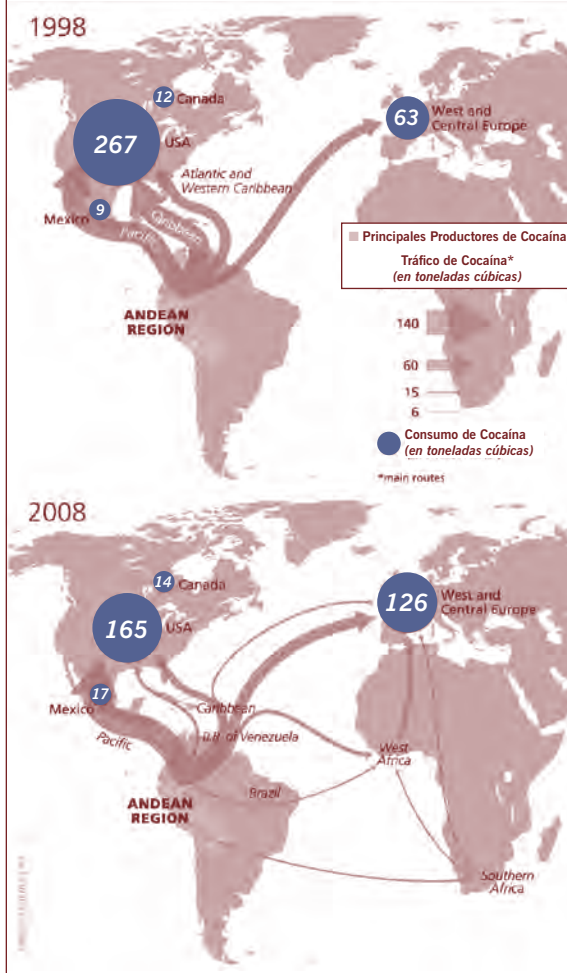 1998
12
Canada
267
USA
63
West and
Central Europe
Atlantic and
Western Caribbean
Mexico
9
Caribbean
Pacific
Principales Productores de Cocaína
Tráfico de Cocaína*
(en toneladas cúbicas)
ANDEAN
REGION
140
60
15
6
Consumo de Cocaína
(en toneladas cúbicas)
*main routes
2008
14
Canada
165
USA
126
West and
Central Europe
Mexico
17
Caribbean
Pacific
B.R. of Venezuela
West
Africa
ANDEAN
REGION
Brazil
Southern
Africa